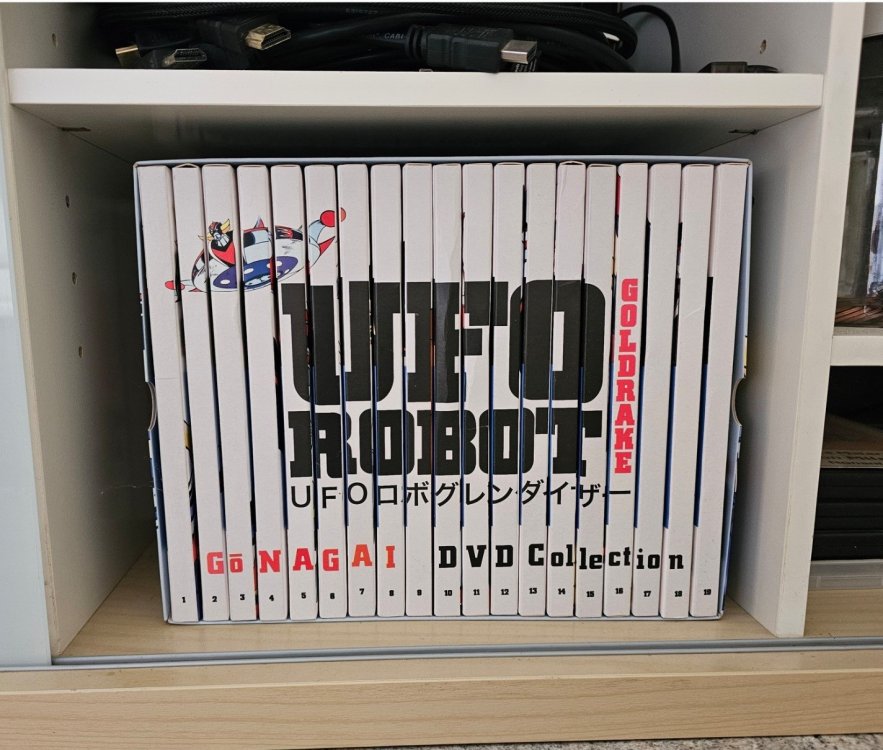 UFO
ROBOT
GOLDRAKE
UFOロボグレンダイザー
Gō NAGAI DVD Collection
1 2 3 4 5 6 7 8 9 10 11 12 13 14 15 16 17 18 19